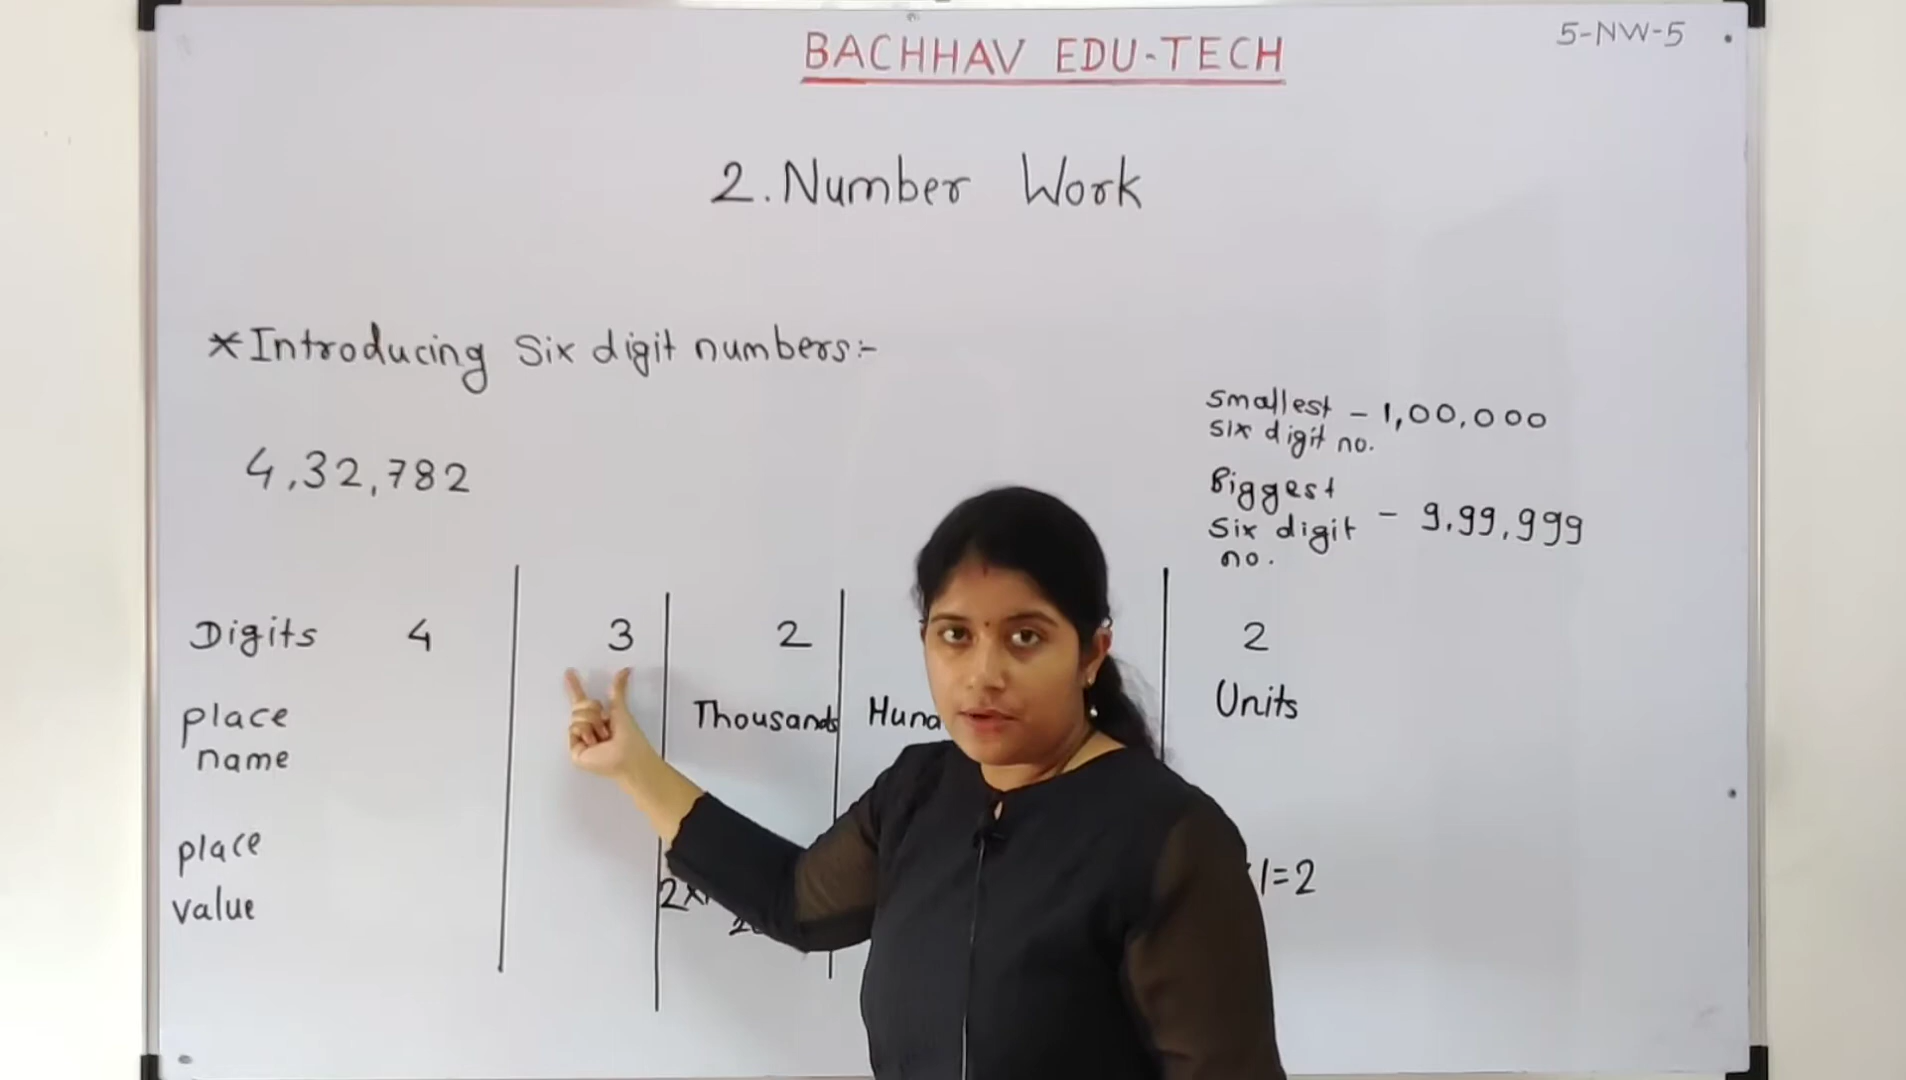 BACHHAV EDU-TECH
5-NW-5
2. Number Work
*Introducing Six digit numbers:-
Smallest six digit no. - 1,00,000
4,32,782
Biggest six digit no. - 9,99,999
Digits 4 3 2 2
place name Thousands Units
place value 1=2